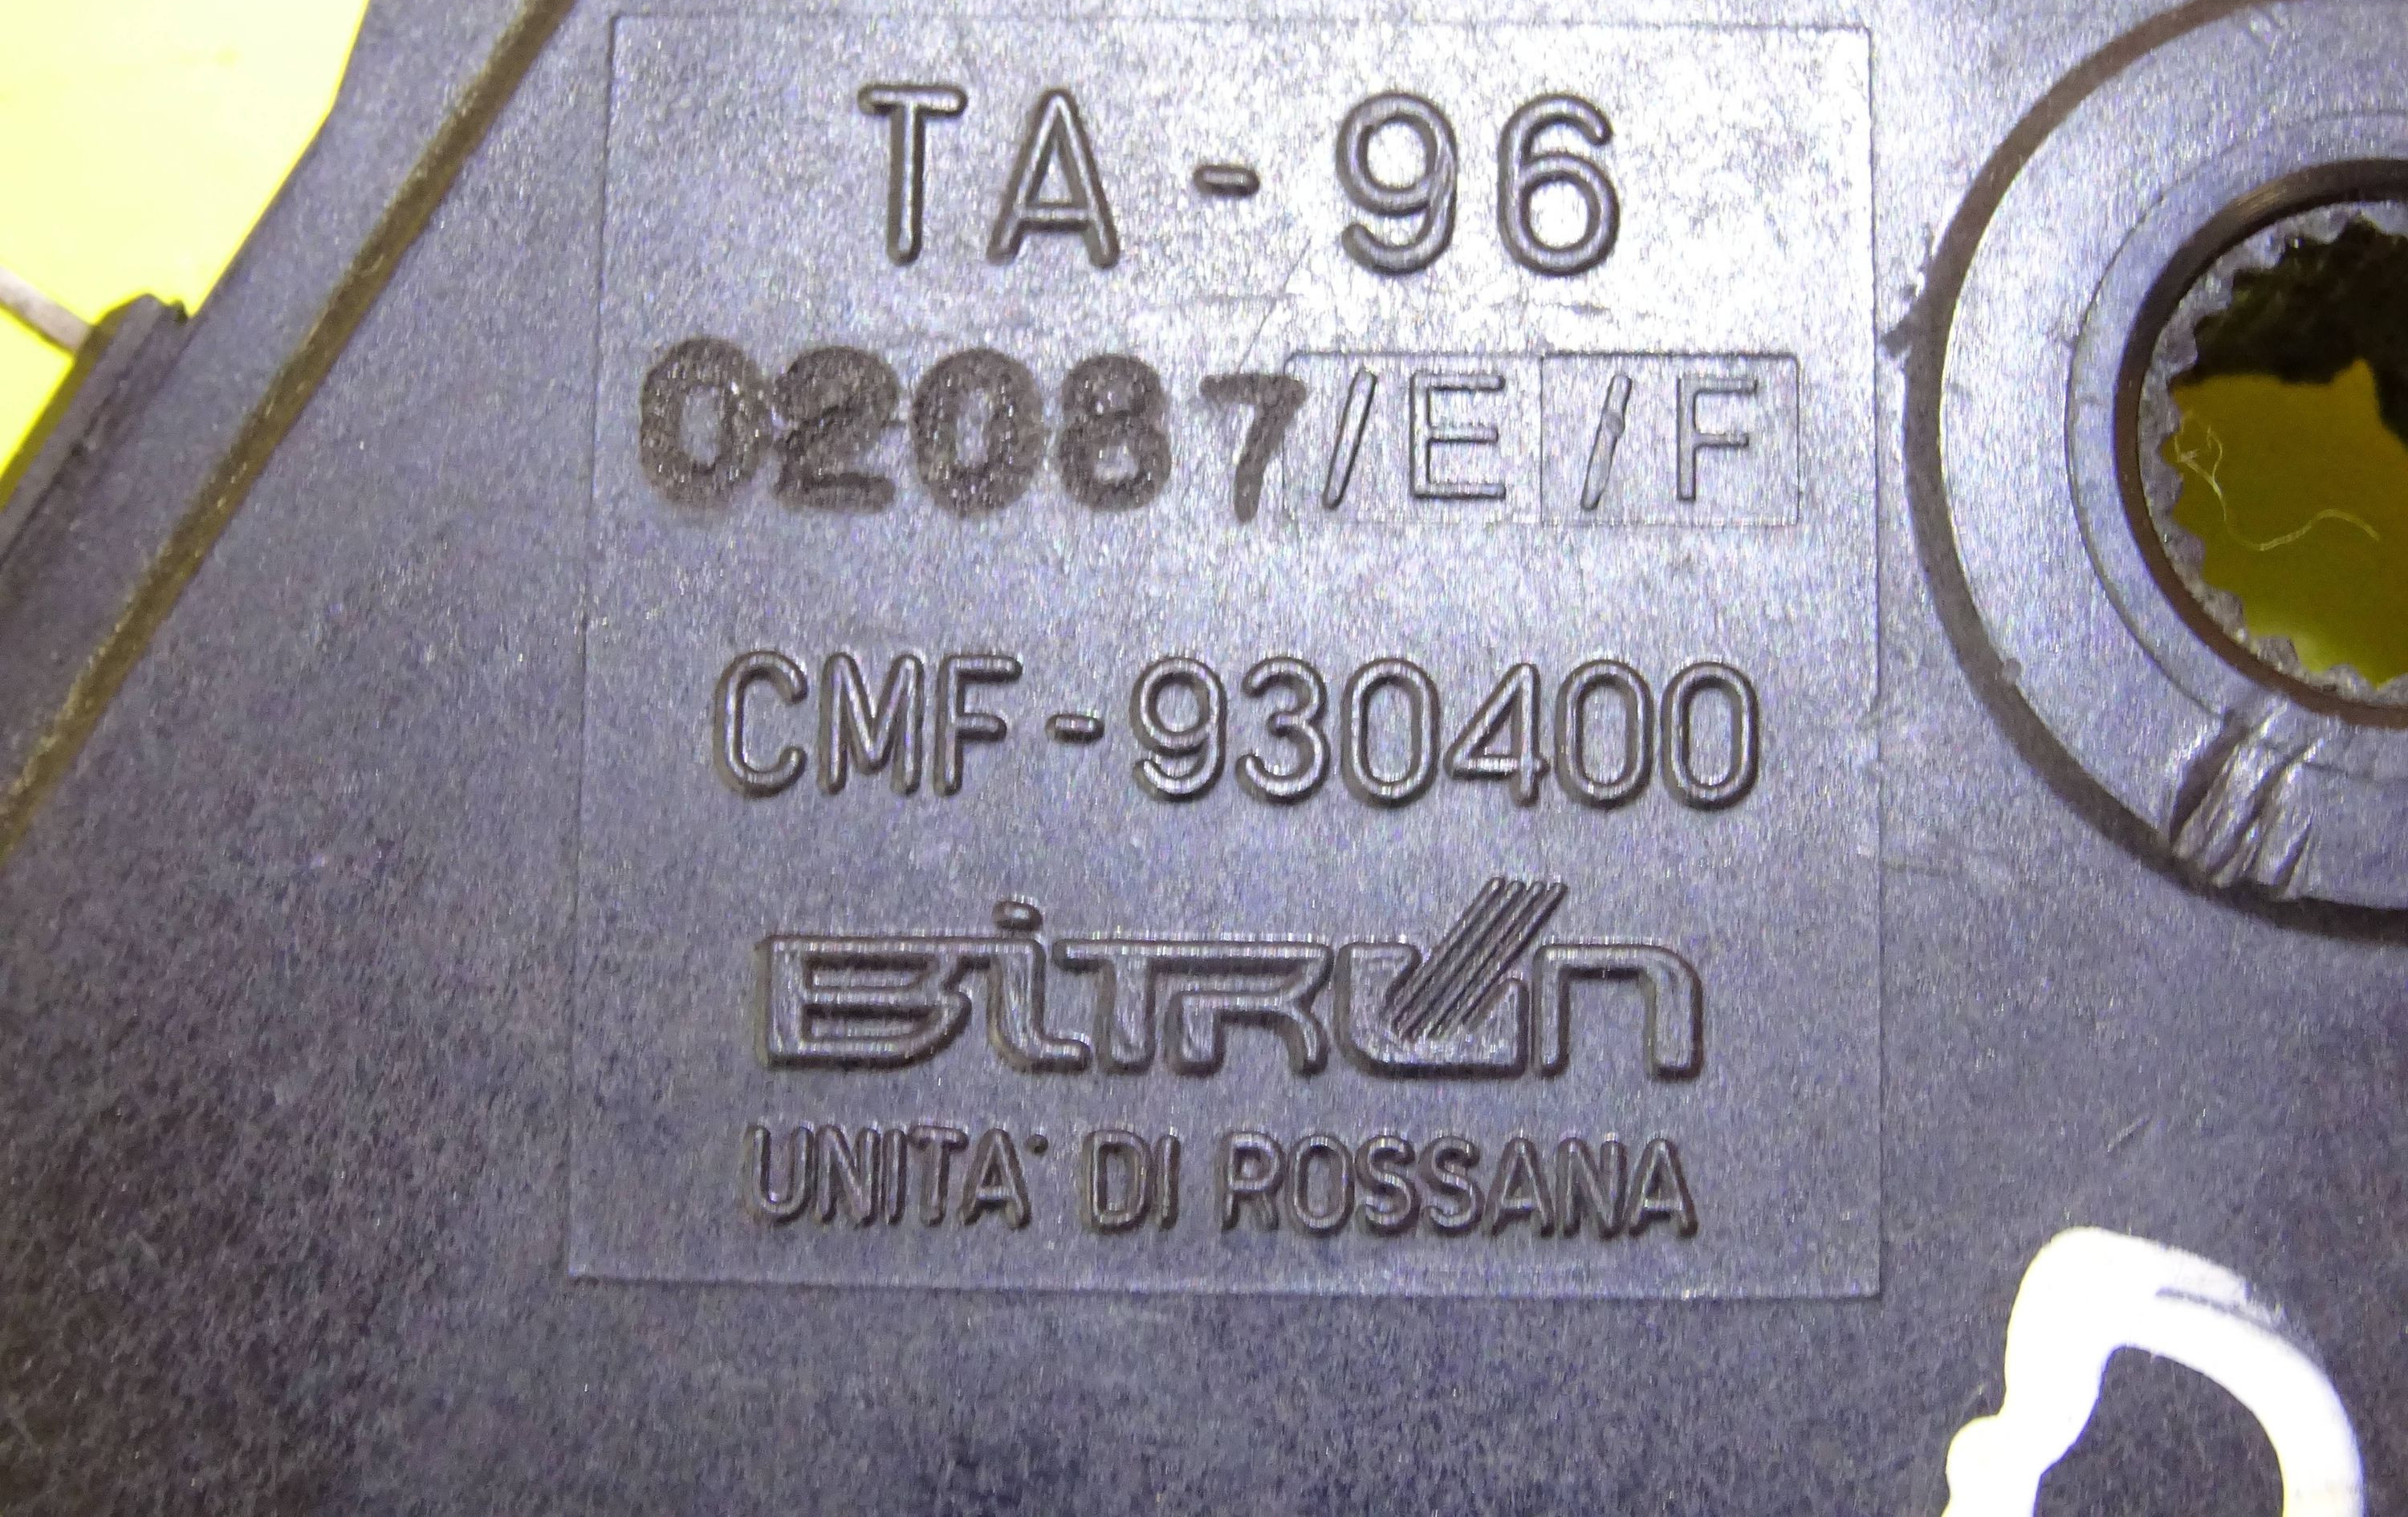 TA - 96
02087/E/F
CMF-930400
BiTRON
UNITA' DI ROSSANA